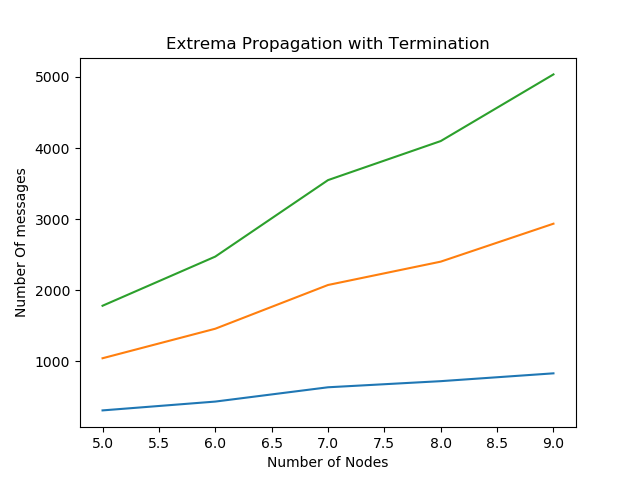 Extrema Propagation with Termination
Number Of messages
5000
4000
3000
2000
1000
5.0 5.5 6.0 6.5 7.0 7.5 8.0 8.5 9.0
Number of Nodes